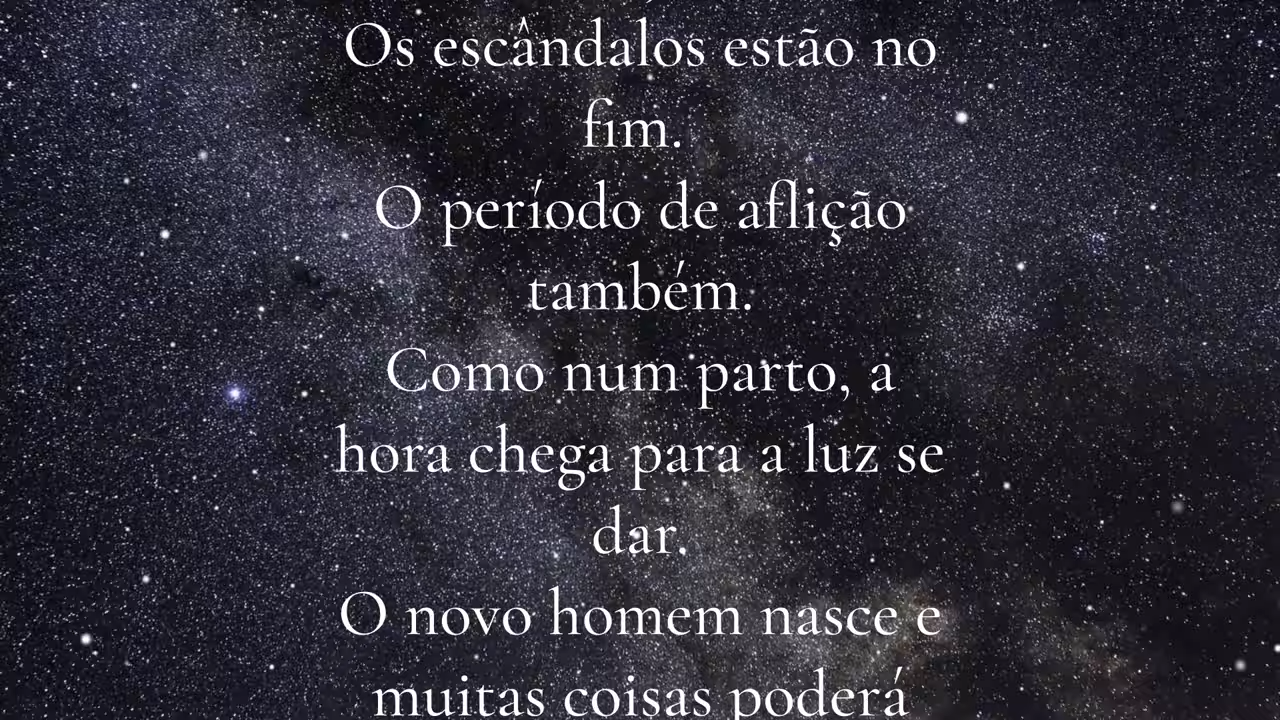 Os escândalos estão no
fim.
O período de aflição
também.
Como num parto, a
hora chega para a luz se
dar.
O novo homem nasce e
muitas coisas poderá